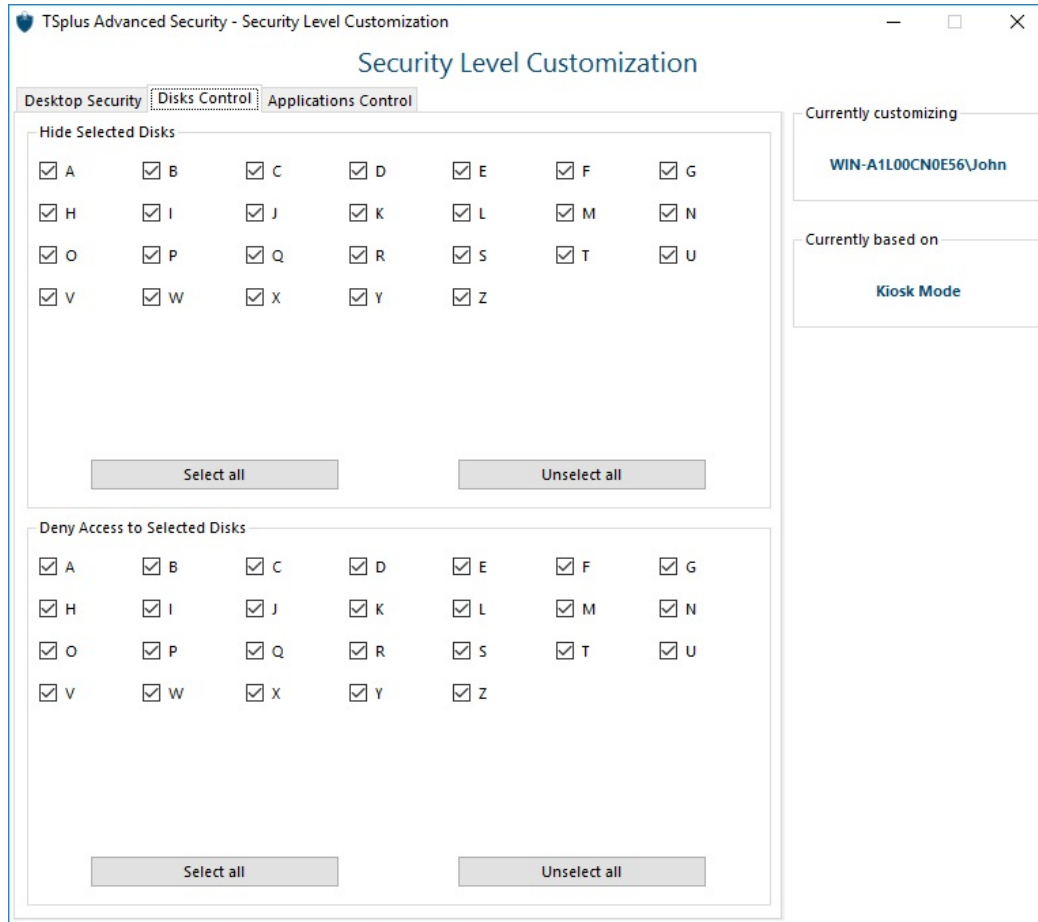 TSplus Advanced Security - Security Level Customization
Security Level Customization
Desktop Security Disks Control Applications Control
Hide Selected Disks
A B C D E F G
H I J K L M N
O P Q R S T U
V W X Y Z
Select all Unselect all
Deny Access to Selected Disks
A B C D E F G
H I J K L M N
O P Q R S T U
V W X Y Z
Select all Unselect all
Currently customizing
WIN-A1L00CN0E56\John
Currently based on
Kiosk Mode